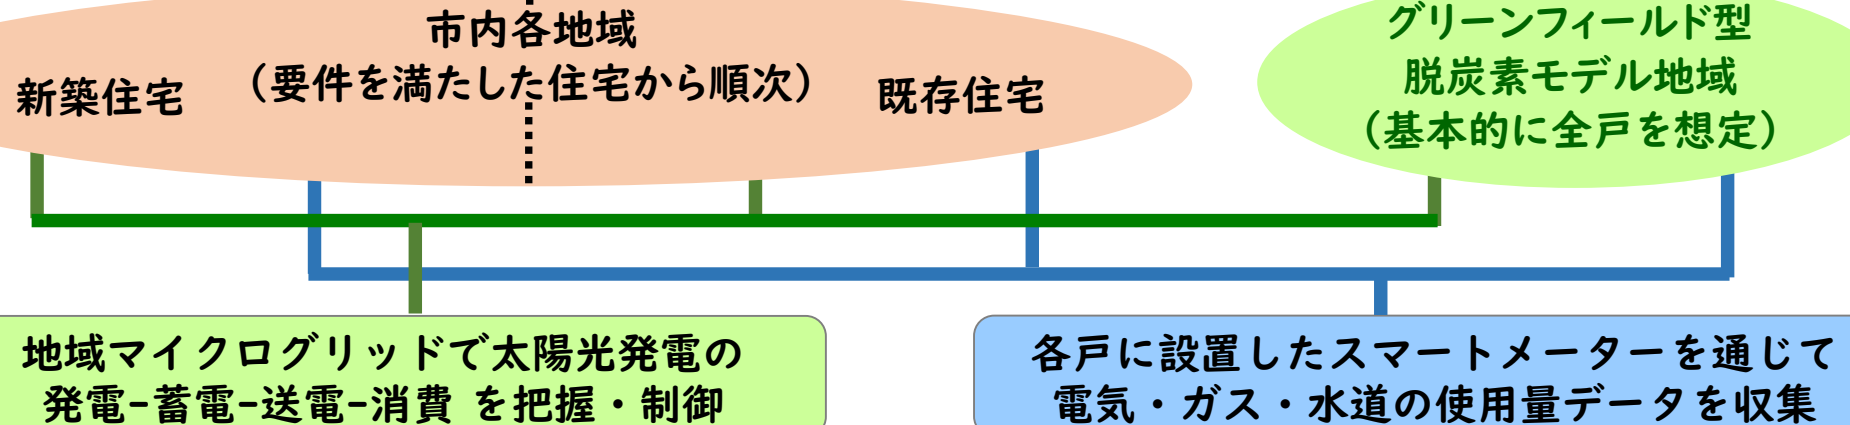 市内各地域
（要件を満たした住宅から順次）
新築住宅
既存住宅
グリーンフィールド型
脱炭素モデル地域
（基本的に全戸を想定）
地域マイクログリッドで太陽光発電の
発電-蓄電-送電-消費 を把握・制御
各戸に設置したスマートメーターを通じて
電気・ガス・水道の使用量データを収集